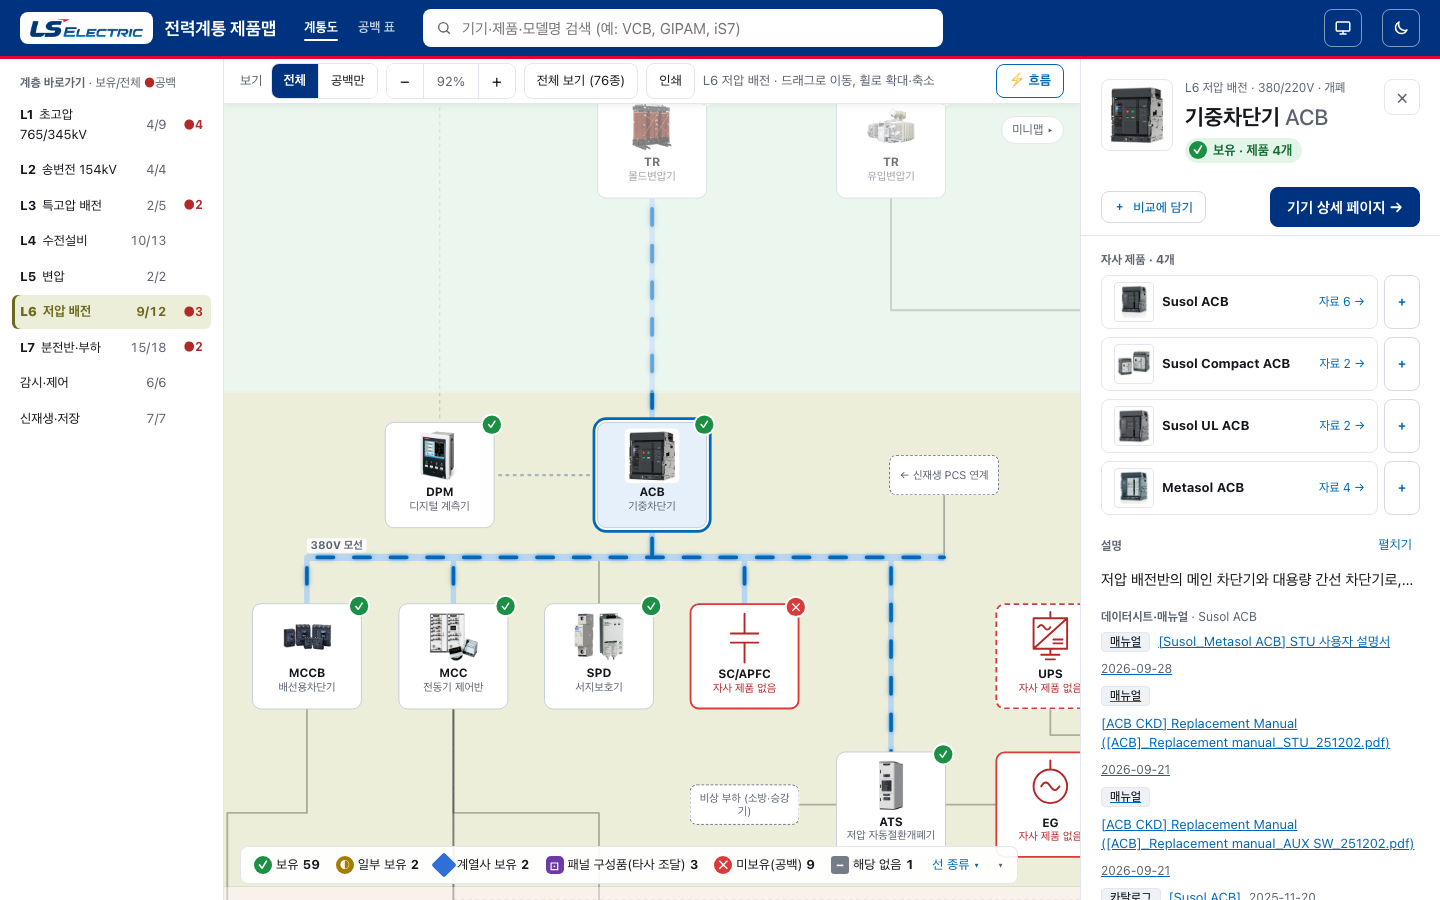 LS ELECTRIC
전력계통 제품맵
계통도
공백 표
기기·제품·모델명 검색 (예: VCB, GIPAM, iS7)
계층 바로가기 · 보유/전체 공백
L1 초고압 765/345kV 4/9 4
L2 송변전 154kV 4/4
L3 특고압 배전 2/5 2
L4 수전설비 10/13
L5 변압 2/2
L6 저압 배전 9/12 3
L7 분전반·부하 15/18 2
감시·제어 6/6
신재생·저장 7/7
보기
전체
공백만
− 92% +
전체 보기 (76종)
인쇄
L6 저압 배전 · 드래그로 이동, 휠로 확대·축소
⚡ 흐름
미니맵 ▸
TR
몰드변압기
TR
유입변압기
DPM
디지털 계측기
ACB
기중차단기
← 신재생 PCS 연계
380V 모선
MCCB
배선용차단기
MCC
전동기 제어반
SPD
서지보호기
SC/APFC
자사 제품 없음
UPS
자사 제품 없음
비상 부하 (소방·승강
기)
ATS
저압 자동절환개폐기
EG
자사 제품 없음
보유 59
일부 보유 2
계열사 보유 2
패널 구성품(타사 조달) 3
미보유(공백) 9
해당 없음 1
선 종류 ▾
▾
L6 저압 배전 · 380/220V · 개폐
기중차단기 ACB
보유 · 제품 4개
×
+ 비교에 담기
기기 상세 페이지 →
자사 제품 · 4개
Susol ACB 자료 6 → +
Susol Compact ACB 자료 2 → +
Susol UL ACB 자료 2 → +
Metasol ACB 자료 4 → +
설명 펼치기
저압 배전반의 메인 차단기와 대용량 간선 차단기로,...
데이터시트·매뉴얼 · Susol ACB
매뉴얼 [Susol_Metasol ACB] STU 사용자 설명서
2026-09-28
매뉴얼
[ACB CKD] Replacement Manual
([ACB]_Replacement manual_STU_251202.pdf)
2026-09-21
매뉴얼
[ACB CKD] Replacement Manual
([ACB]_Replacement manual_AUX SW_251202.pdf)
2026-09-21
카탈로그 [Susol ACB] 2025-11-20